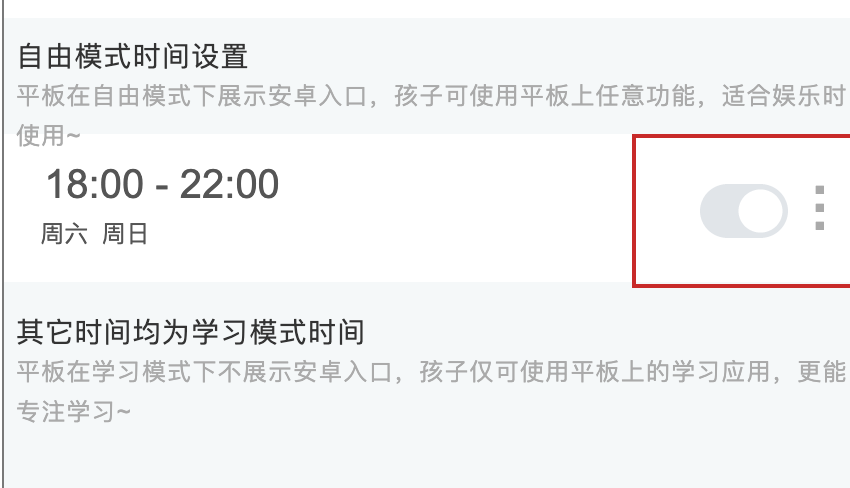 自由模式时间设置
平板在自由模式下展示安卓入口，孩子可使用平板上任意功能，适合娱乐时
使用~
18:00 - 22:00
周六 周日
其它时间均为学习模式时间
平板在学习模式下不展示安卓入口，孩子仅可使用平板上的学习应用，更能
专注学习~